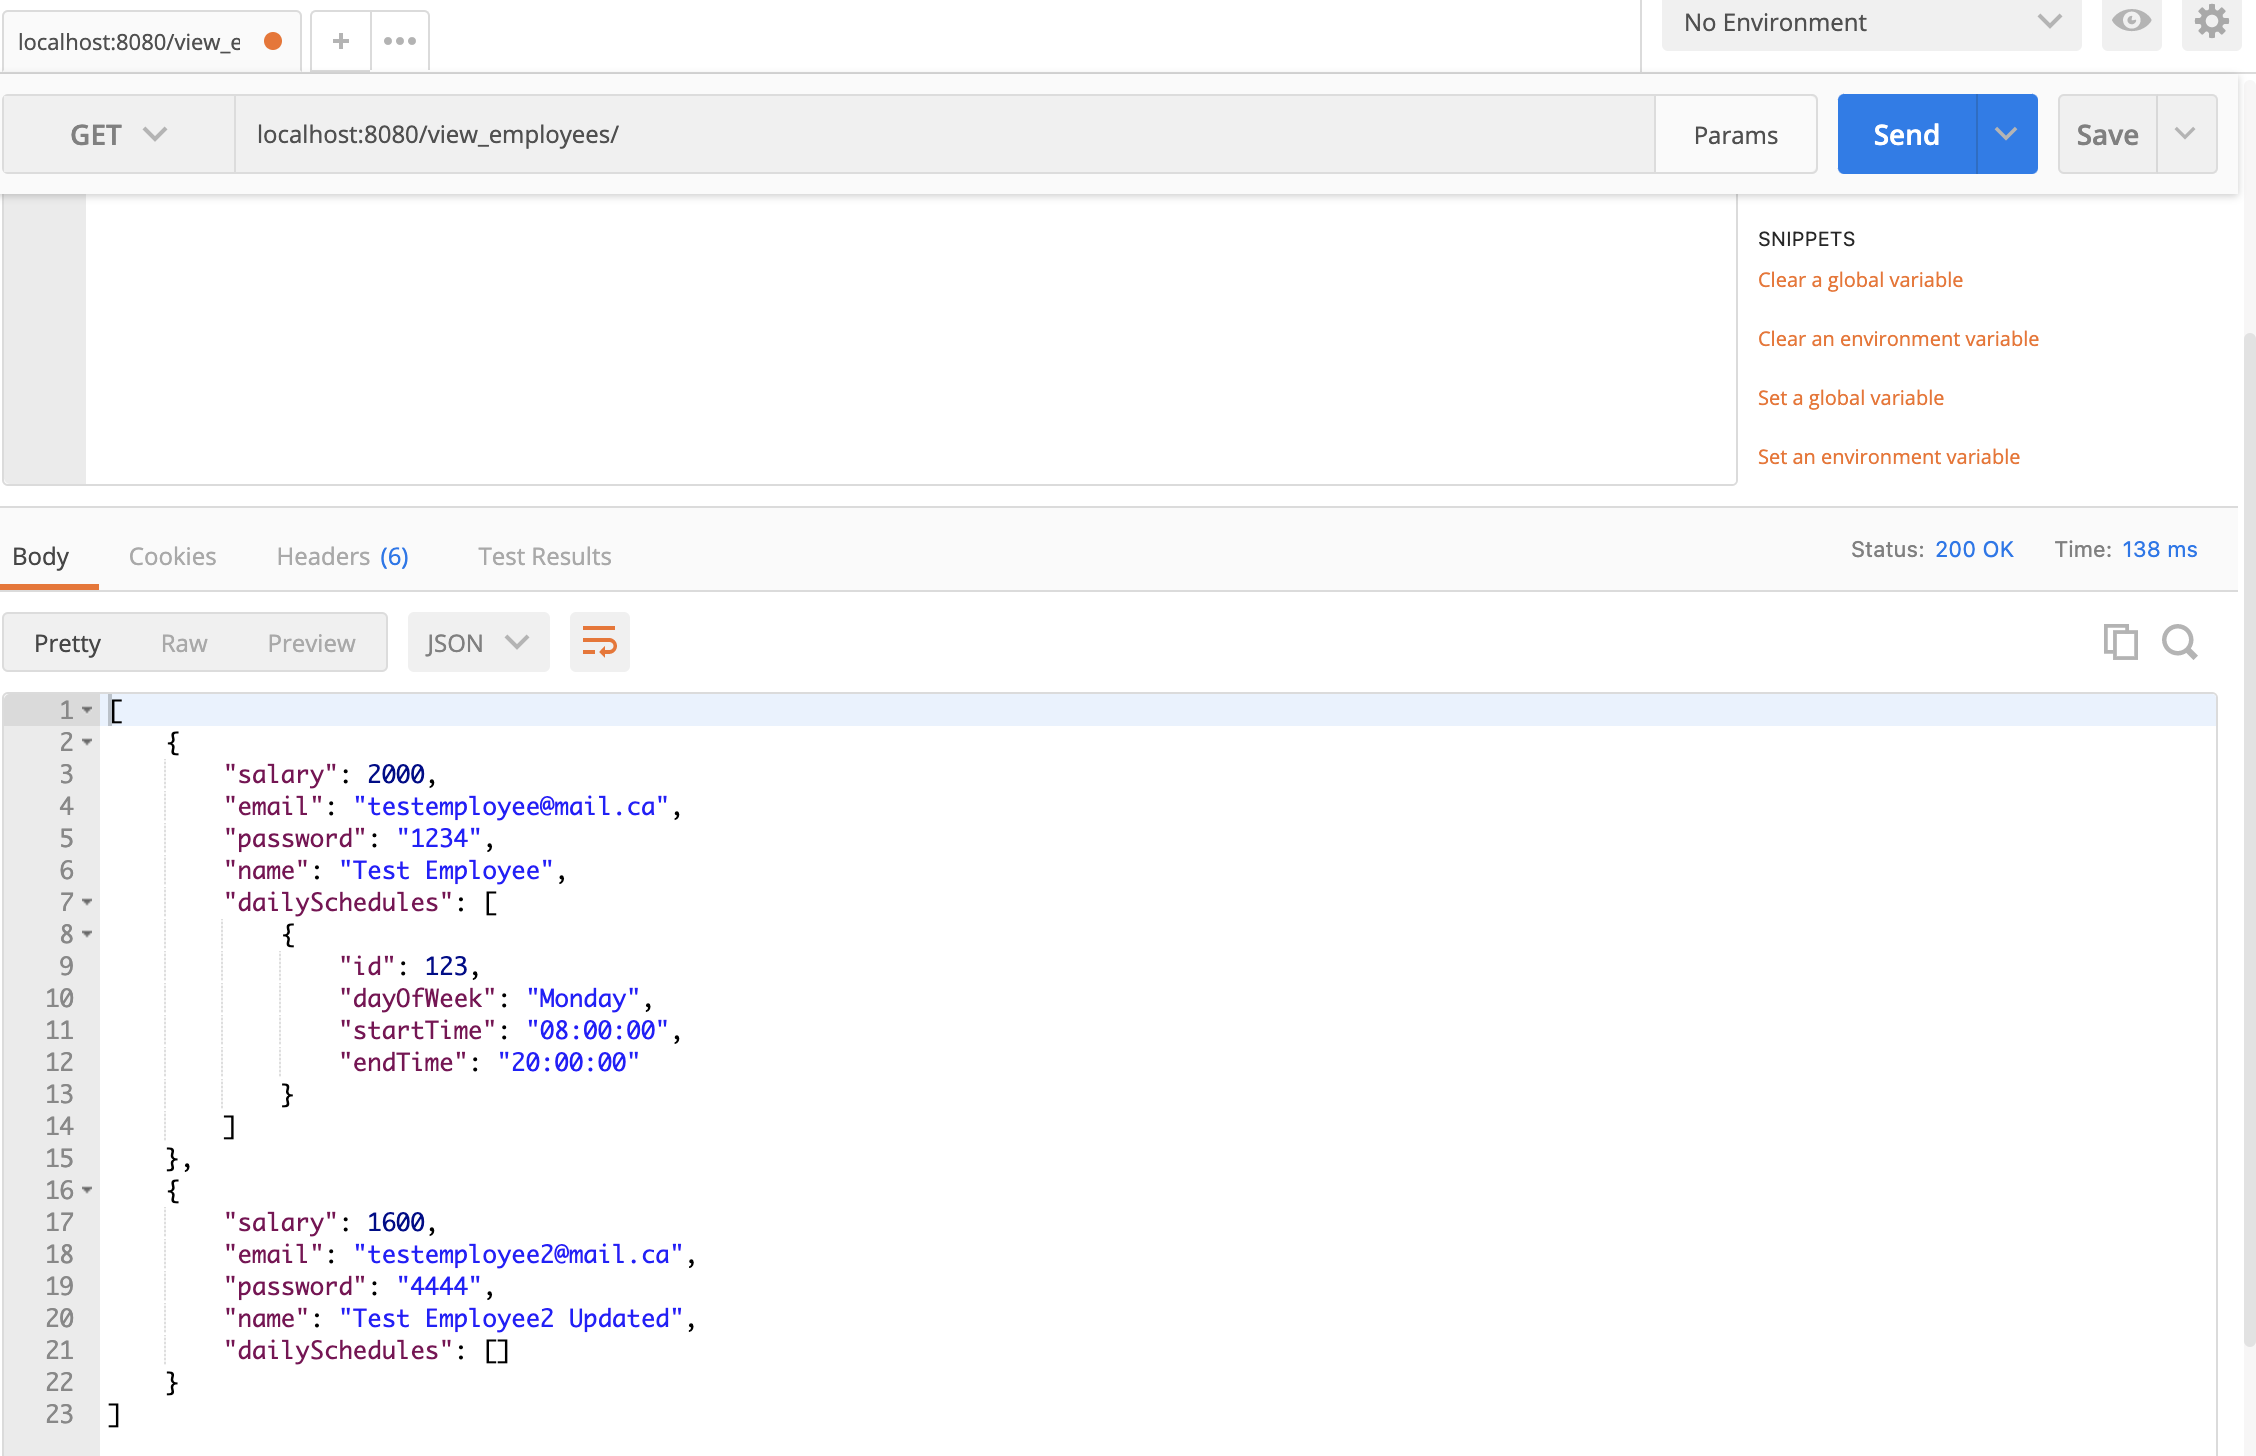 localhost:8080/view_e
No Environment
GET localhost:8080/view_employees/ Params Send Save
SNIPPETS
Clear a global variable
Clear an environment variable
Set a global variable
Set an environment variable
Body Cookies Headers (6) Test Results Status: 200 OK Time: 138 ms
Pretty Raw Preview JSON
1 [
2 {
3 "salary": 2000,
4 "email": "testemployee@mail.ca",
5 "password": "1234",
6 "name": "Test Employee",
7 "dailySchedules": [
8 {
9 "id": 123,
10 "dayOfWeek": "Monday",
11 "startTime": "08:00:00",
12 "endTime": "20:00:00"
13 }
14 ]
15 },
16 {
17 "salary": 1600,
18 "email": "testemployee2@mail.ca",
19 "password": "4444",
20 "name": "Test Employee2 Updated",
21 "dailySchedules": []
22 }
23 ]